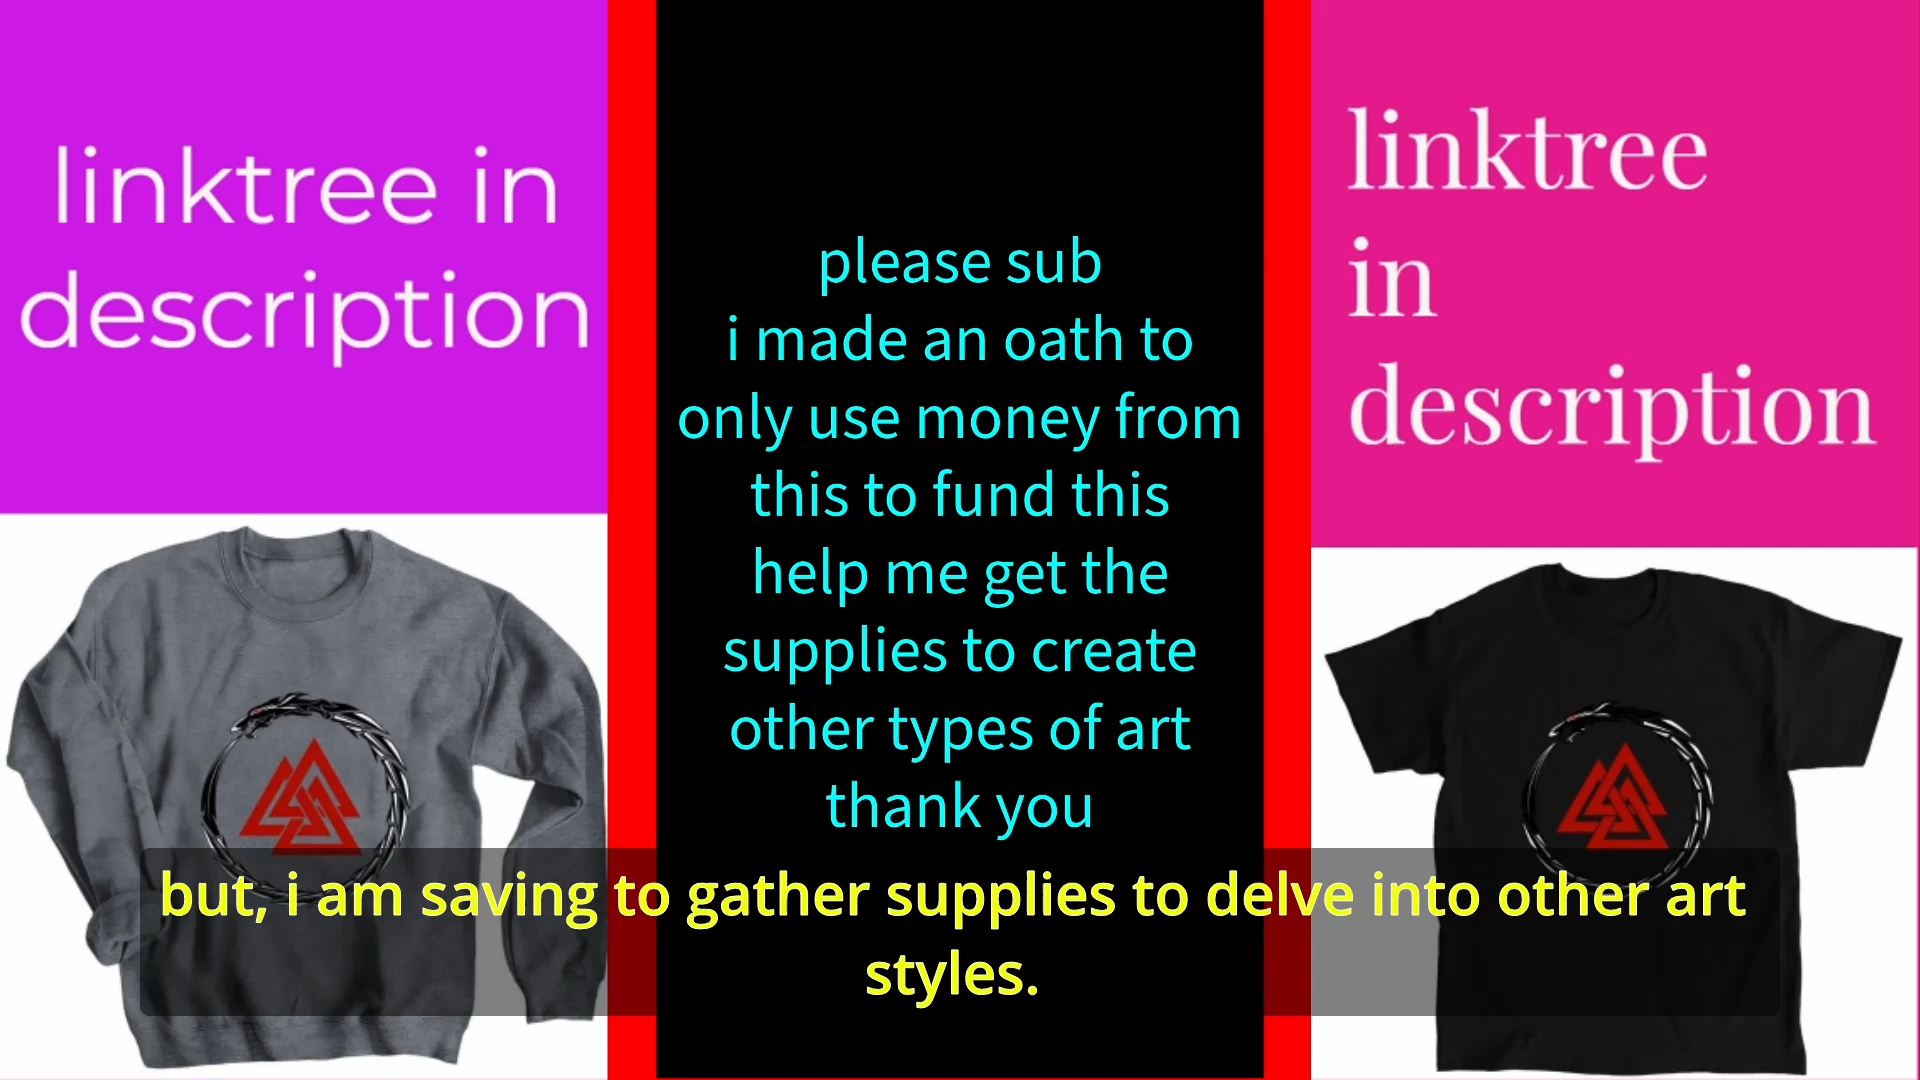 linktree in
description
please sub
i made an oath to
only use money from
this to fund this
help me get the
supplies to create
other types of art
thank you
linktree
in
description
but, i am saving to gather supplies to delve into other art
styles.